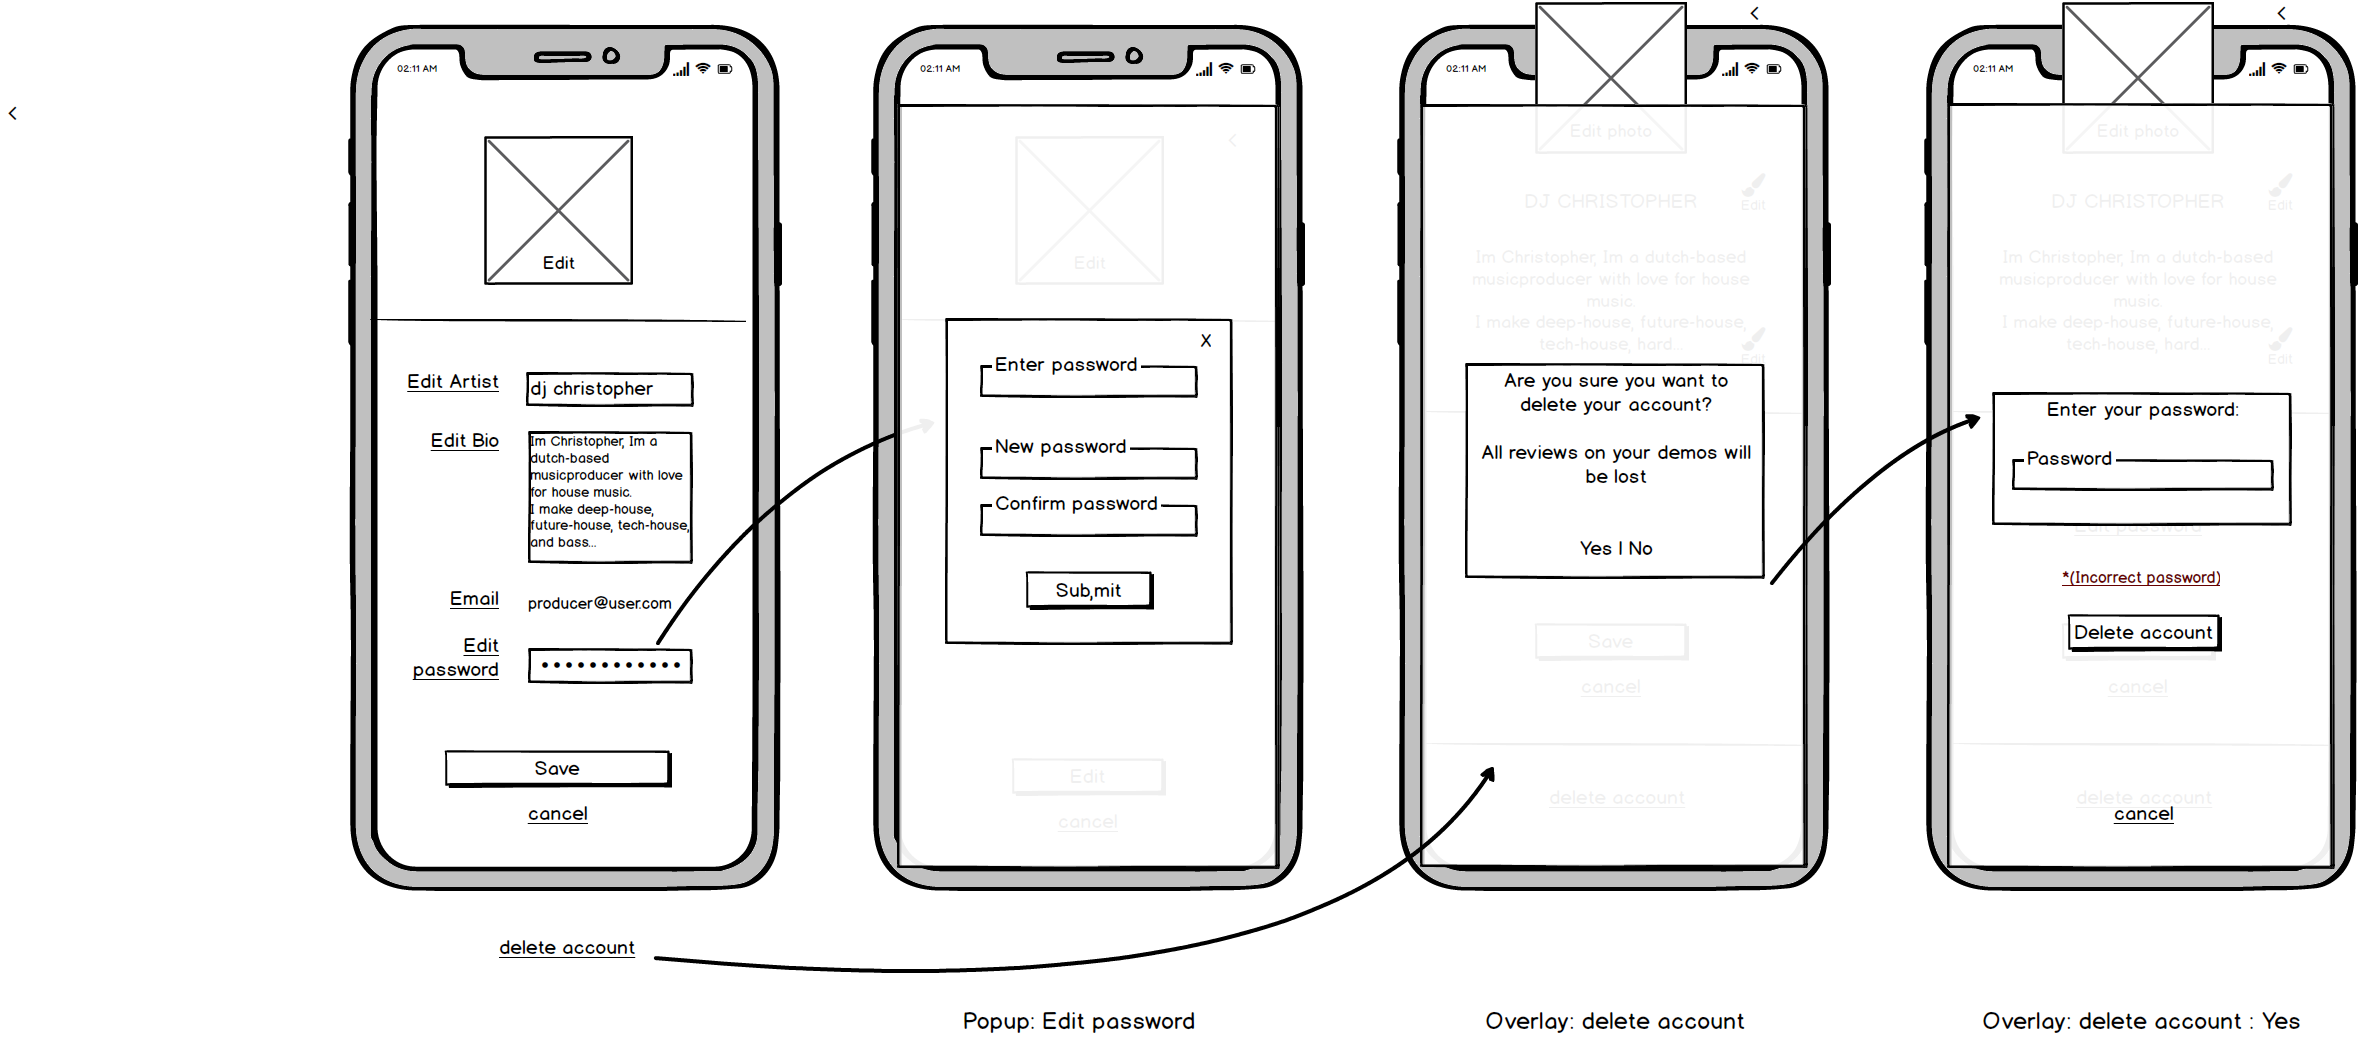 <
02:11 AM
Edit
Edit Artist
dj christopher
Edit Bio
Im Christopher, Im a
dutch-based
musicproducer with love
for house music.
I make deep-house,
future-house, tech-house,
and bass...
Email
producer@user.com
Edit
password
••••••••••••
Save
cancel
delete account
02:11 AM
<
Edit
X
Enter password
New password
Confirm password
Sub,mit
Edit
cancel
Popup: Edit password
<
02:11 AM
Edit photo
DJ CHRISTOPHER
Edit
Im Christopher, Im a dutch-based
musicproducer with love for house
music.
I make deep-house, future-house,
tech-house, hard...
Edit
Are you sure you want to
delete your account?
All reviews on your demos will
be lost
Yes I No
Save
cancel
delete account
Overlay: delete account
<
02:11 AM
Edit photo
DJ CHRISTOPHER
Edit
Im Christopher, Im a dutch-based
musicproducer with love for house
music.
I make deep-house, future-house,
tech-house, hard...
Edit
Enter your password:
Password
Edit password
*(Incorrect password)
Delete account
cancel
delete account
cancel
Overlay: delete account : Yes